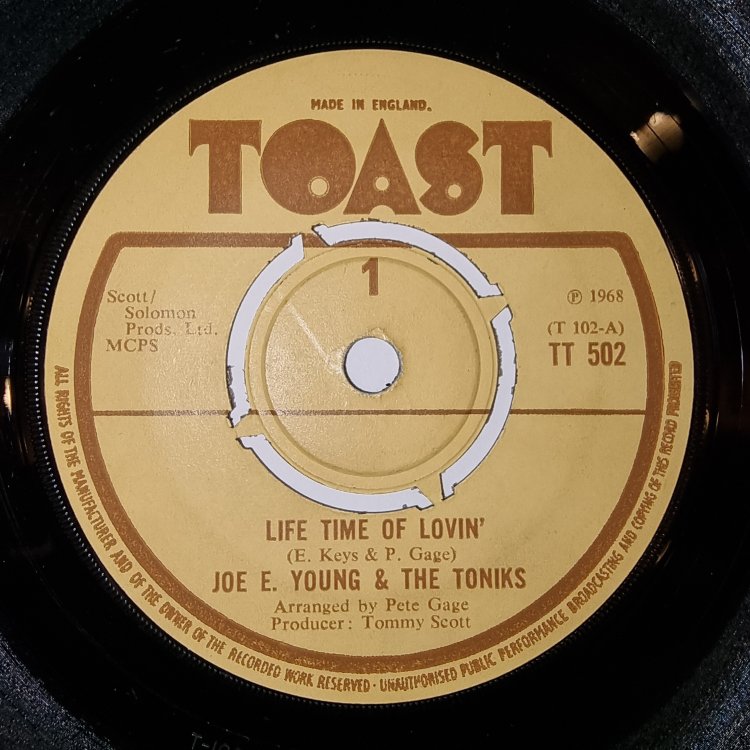 MADE IN ENGLAND.
TOAST
1
Scott/
Solomon
Prods. Ltd.
MCPS
℗ 1968
(T 102-A)
TT 502
LIFE TIME OF LOVIN'
(E. Keys & P. Gage)
JOE E. YOUNG & THE TONIKS
Arranged by Pete Gage
Producer: Tommy Scott
ALL RIGHTS OF THE MANUFACTURER AND OF THE OWNER OF THE RECORDED WORK RESERVED · UNAUTHORISED PUBLIC PERFORMANCE BROADCASTING AND COPYING OF THIS RECORD PROHIBITED